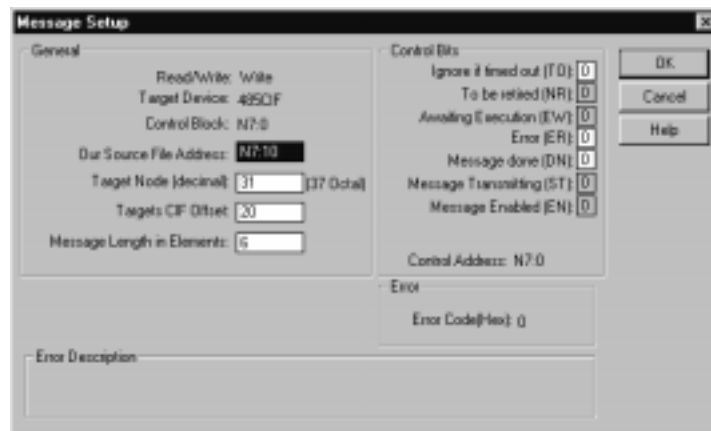 Message Setup
General
Read/Write: Write
Target Device: 485CIF
Control Block: N7:0
Our Source File Address: N7:10
Target Node (decimal): 31 (37 Octal)
Targets CIF Offset: 20
Message Length in Elements: 6
Control Bits
Ignore if timed out (TO): 0
To be retried (NR): 0
Awaiting Execution (EW): 0
Error (ER): 0
Message done (DN): 0
Message Transmitting (ST): 0
Message Enabled (EN): 0
Control Address: N7:0
Error
Error Code(Hex): 0
Error Description
OK
Cancel
Help